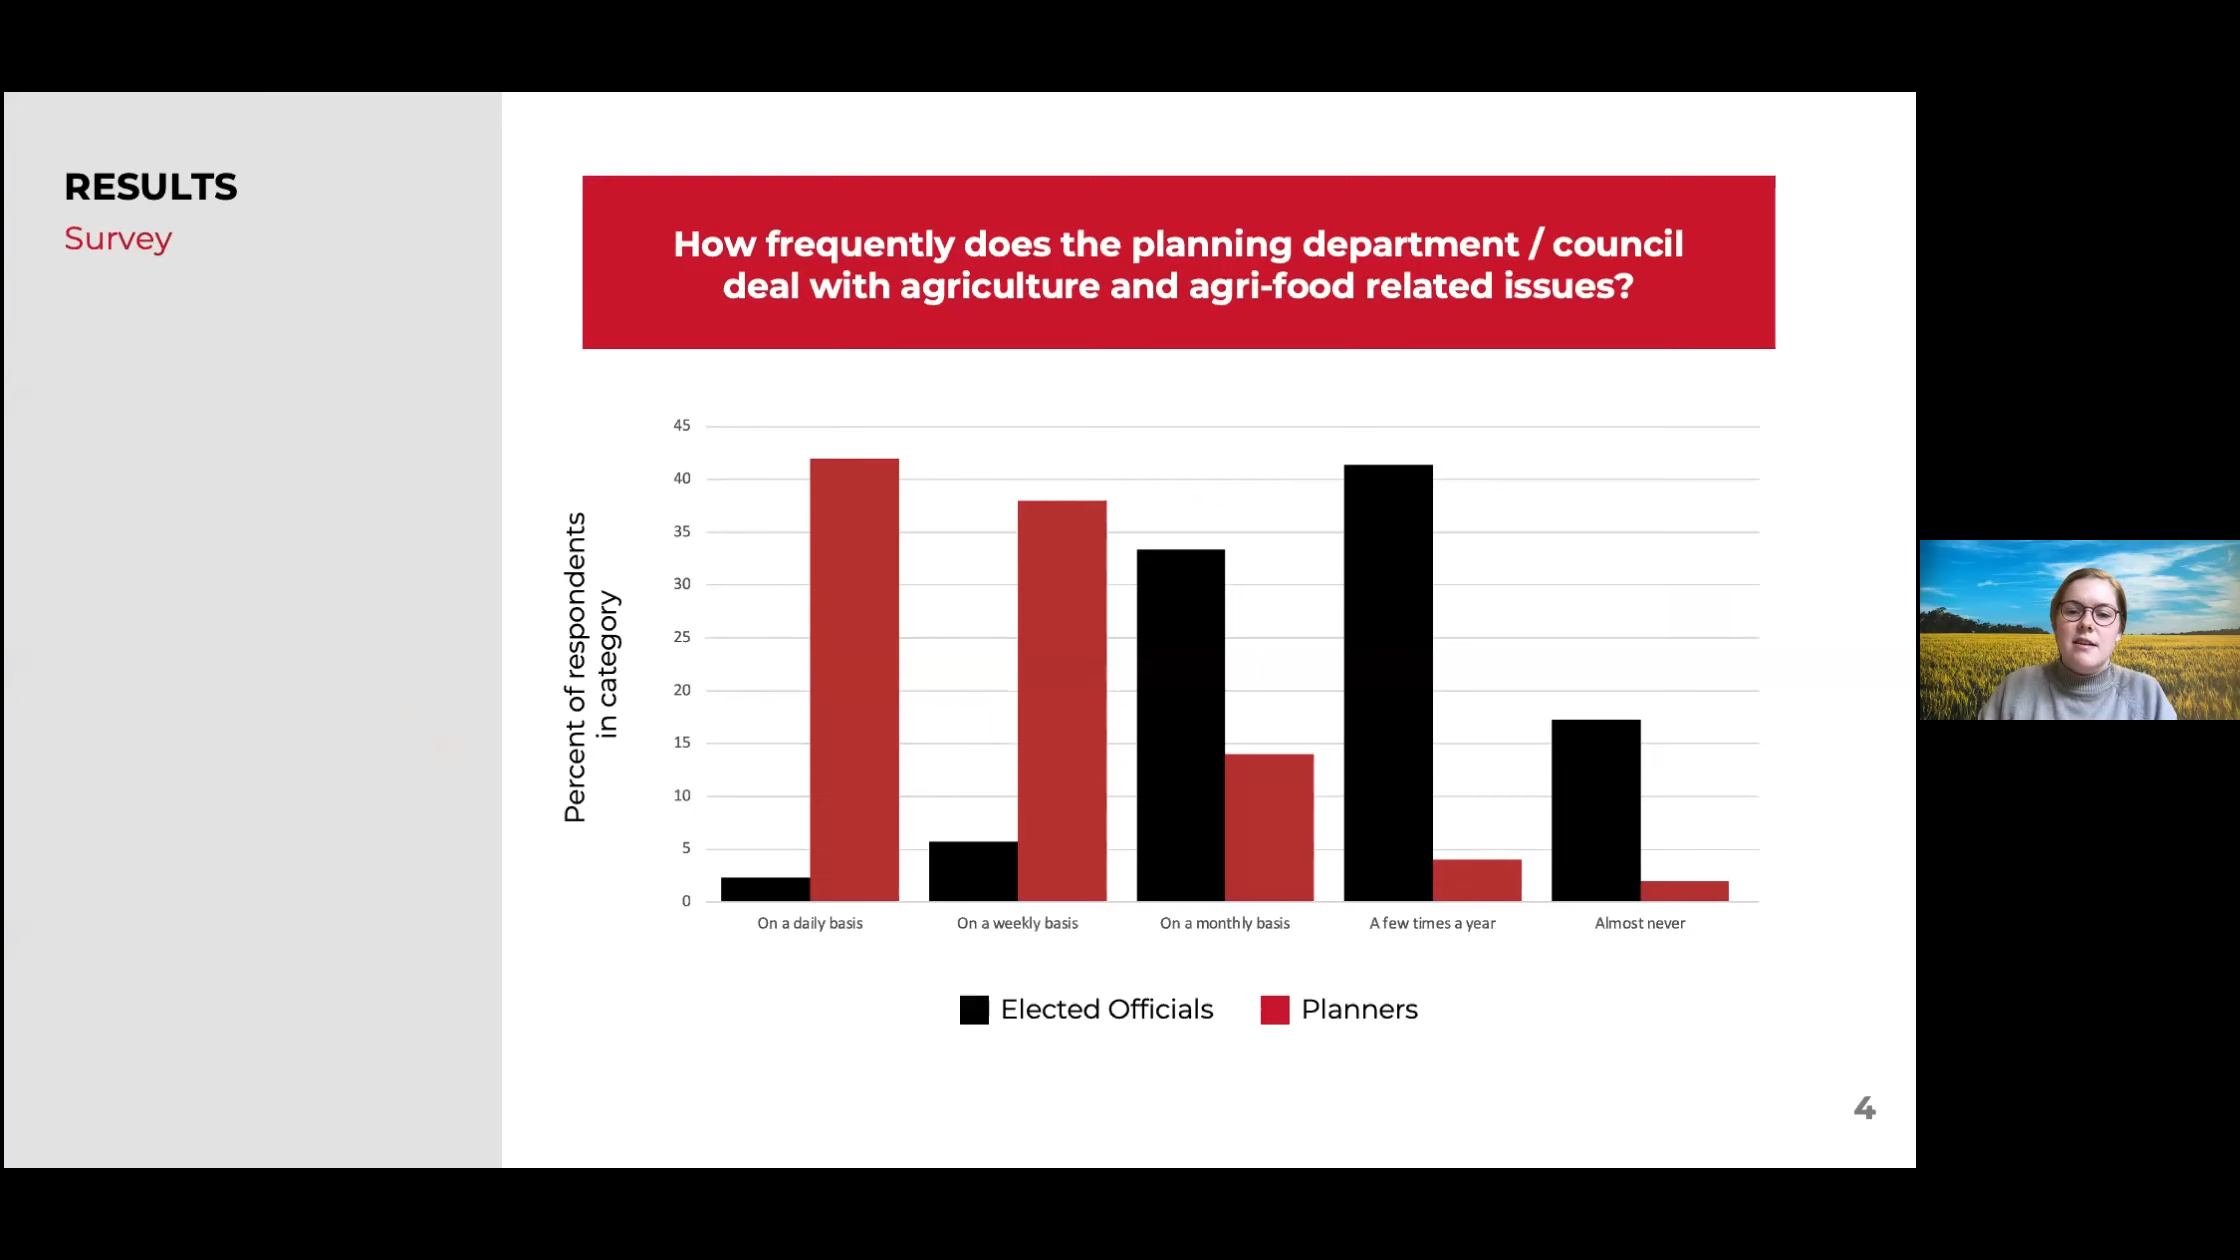 RESULTS
Survey
How frequently does the planning department / council
deal with agriculture and agri-food related issues?
Percent of respondents
in category
45
40
35
30
25
20
15
10
5
0
On a daily basis
On a weekly basis
On a monthly basis
A few times a year
Almost never
Elected Officials
Planners
4